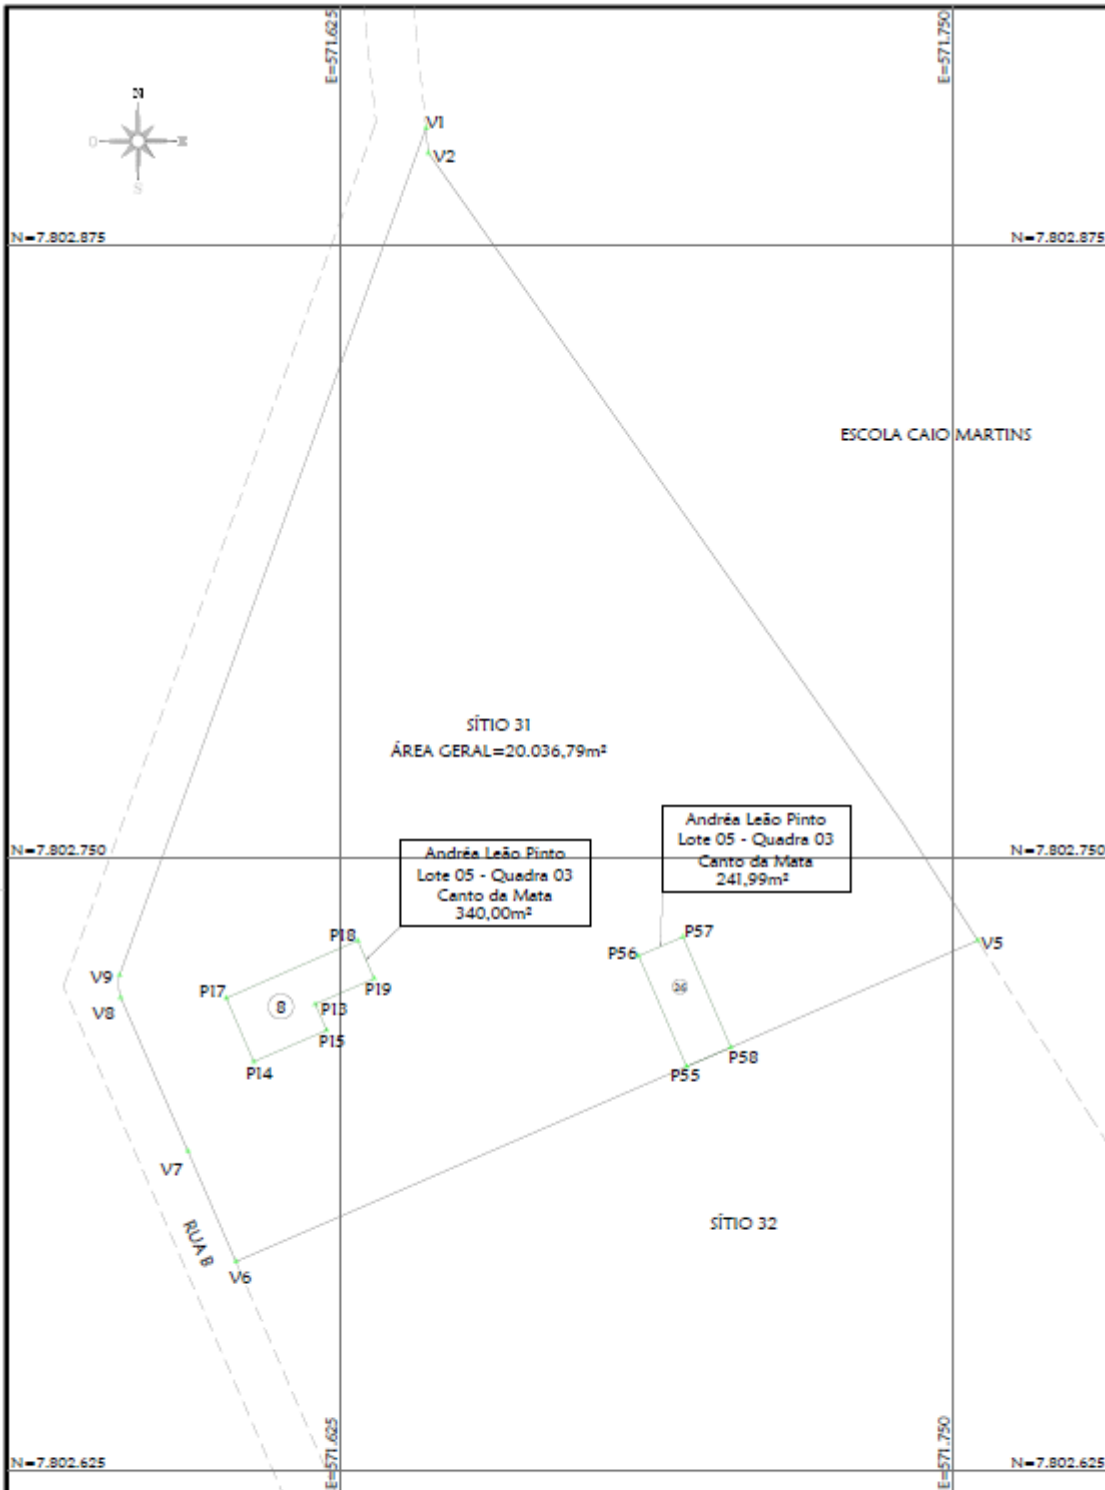 E=571.625
E=571.750
N
O
E
S
V1
V2
N=7.802.875
N=7.802.875
ESCOLA CAIO MARTINS
SÍTIO 31
ÁREA GERAL=20.036,79m²
Andréa Leão Pinto
Lote 05 - Quadra 03
Canto da Mata
241,99m²
N=7.802.750
N=7.802.750
Andréa Leão Pinto
Lote 05 - Quadra 03
Canto da Mata
340,00m²
P18
P57
V5
P56
V9
P19
P17
26
V8
8
P13
P15
P58
P14
P55
V7
RUA B
SÍTIO 32
V6
E=571.625
E=571.750
N=7.802.625
N=7.802.625